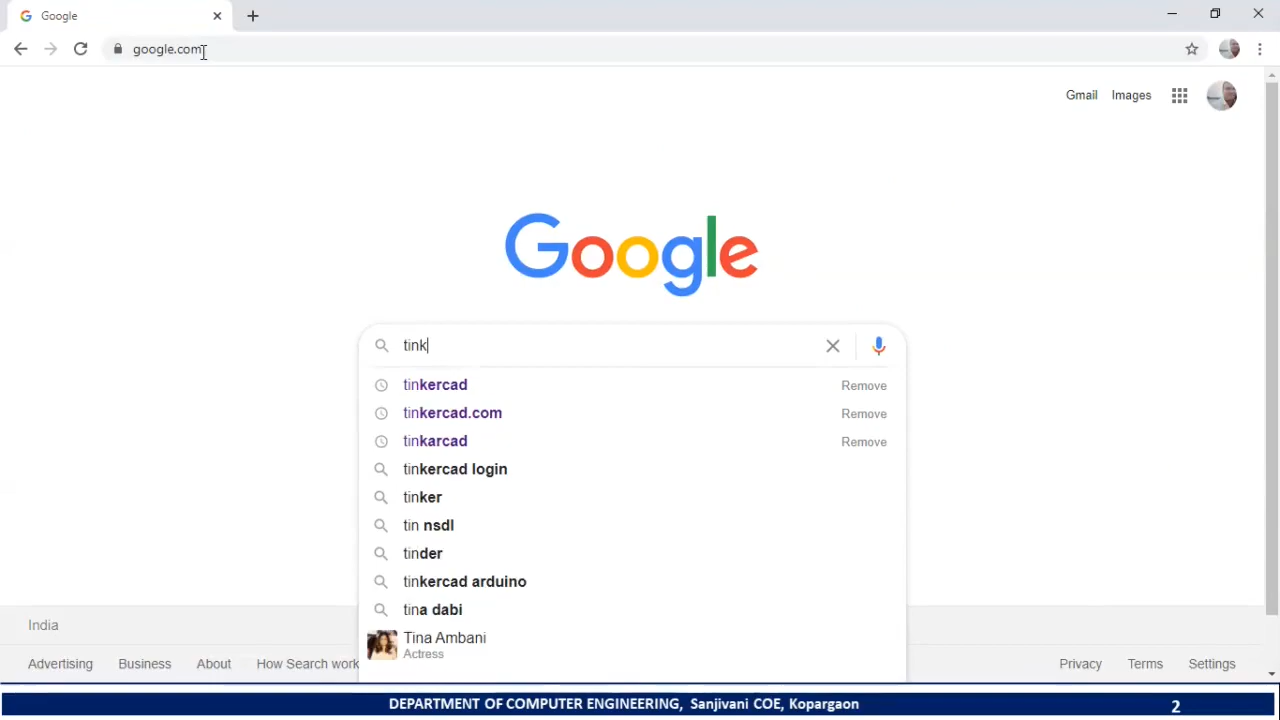 Google
google.com
Gmail Images
Google
tink
tinkercad Remove
tinkercad.com Remove
tinkarcad Remove
tinkercad login
tinker
tin nsdl
tinder
tinkercad arduino
tina dabi
Tina Ambani
Actress
India
Advertising Business About How Search work Privacy Terms Settings
DEPARTMENT OF COMPUTER ENGINEERING, Sanjivani COE, Kopargaon 2